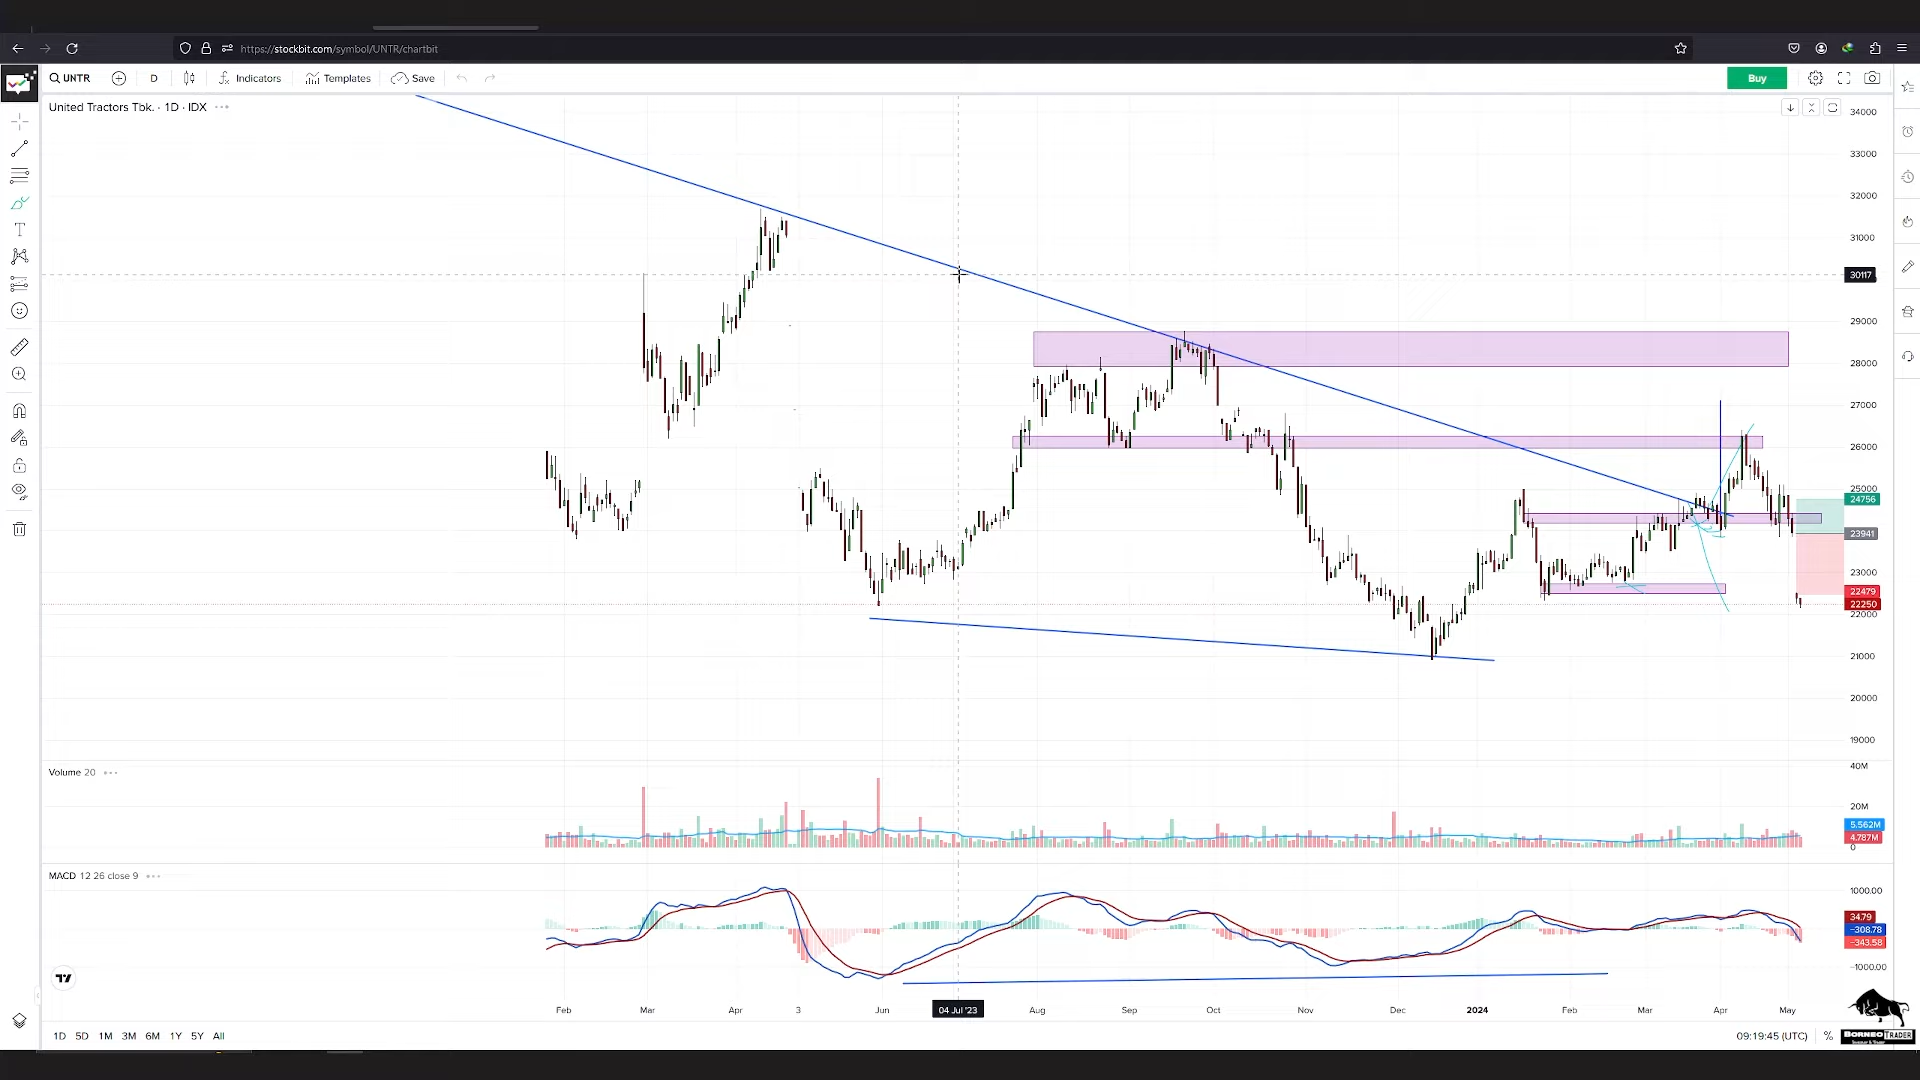 https://stockbit.com/symbol/UNTR/chartbit
UNTR D Indicators Templates Save Buy
United Tractors Tbk. · 1D · IDX
34000
33000
32000
31000
30117
29000
28000
27000
26000
25000
24756
23941
23000
22479
22250
22000
21000
20000
19000
Volume 20
40M
20M
5.562M
4.787M
0
MACD 12 26 close 9
1000.00
34.79
−308.78
−343.58
−1000.00
Feb Mar Apr 3 Jun 04 Jul '23 Aug Sep Oct Nov Dec 2024 Feb Mar Apr May
1D 5D 1M 3M 6M 1Y 5Y All 09:19:45 (UTC) %
BORNEO TRADER